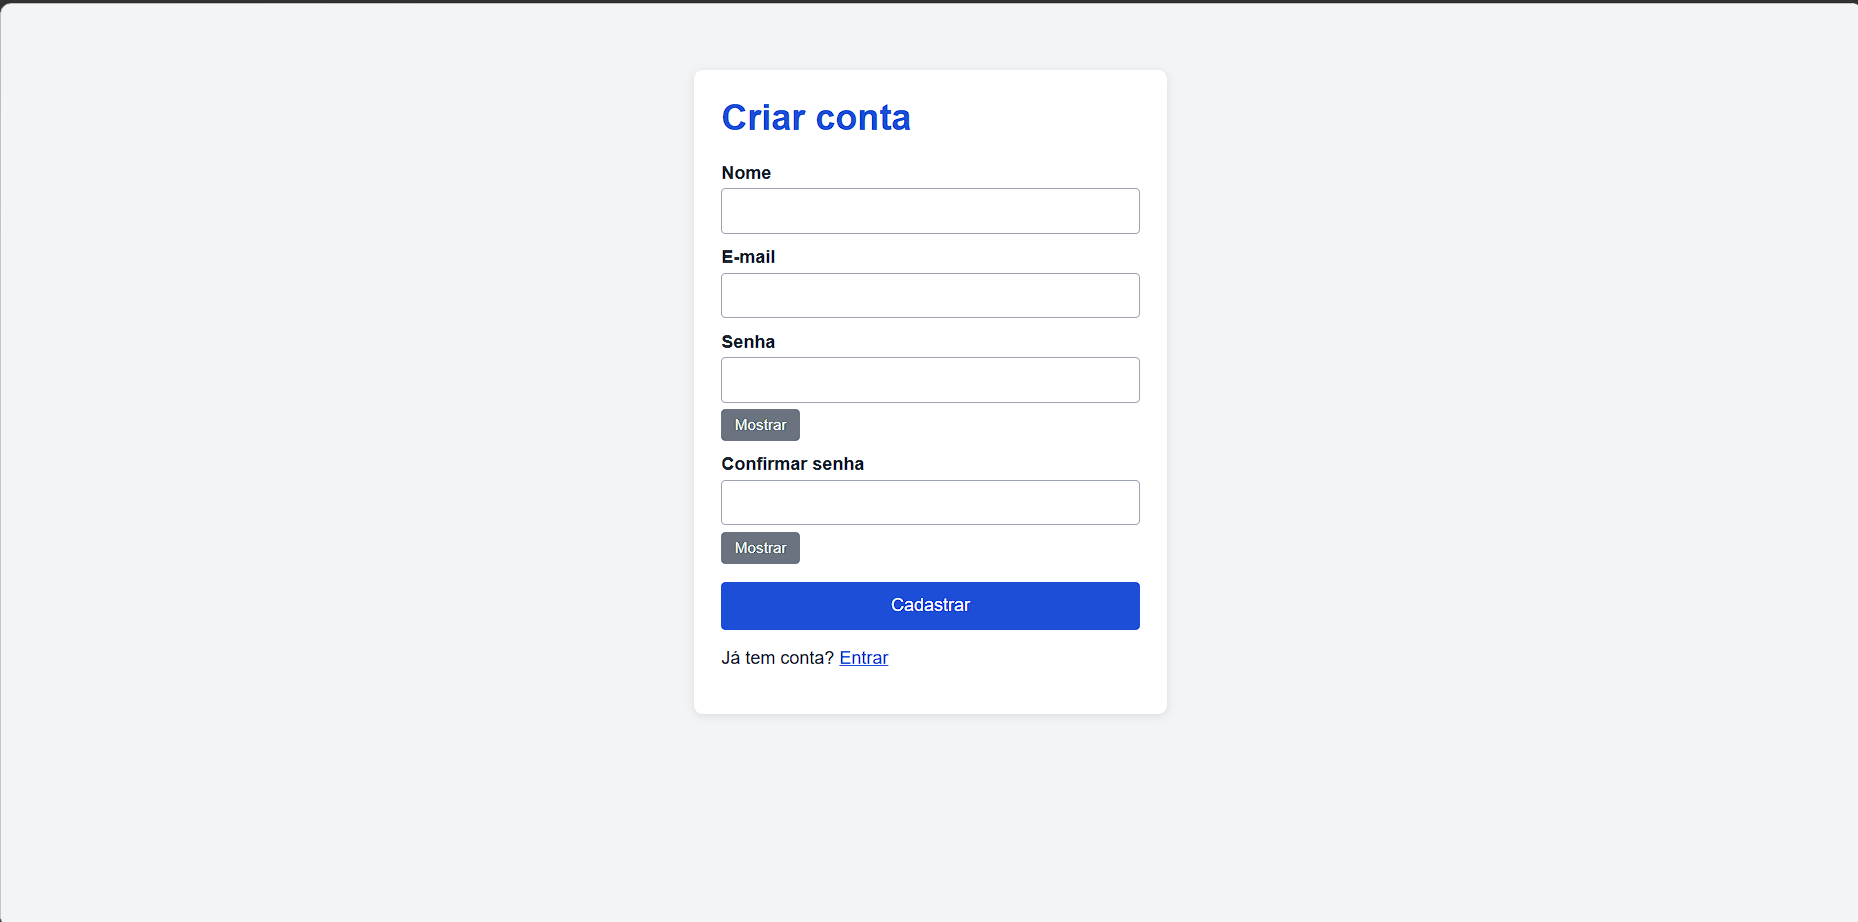 Criar conta
Nome
E-mail
Senha
Mostrar
Confirmar senha
Mostrar
Cadastrar
Já tem conta? Entrar